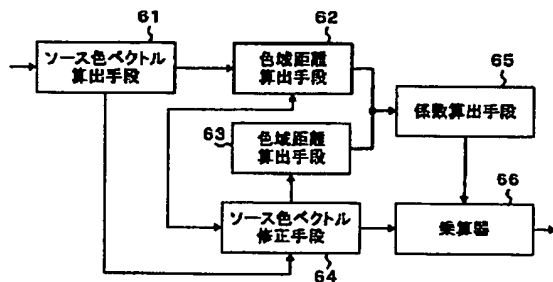 61
ソース色ベクトル
算出手段
62
色域距離
算出手段
65
係数算出手段
63
色域距離
算出手段
66
乗算器
ソース色ベクトル
修正手段
64